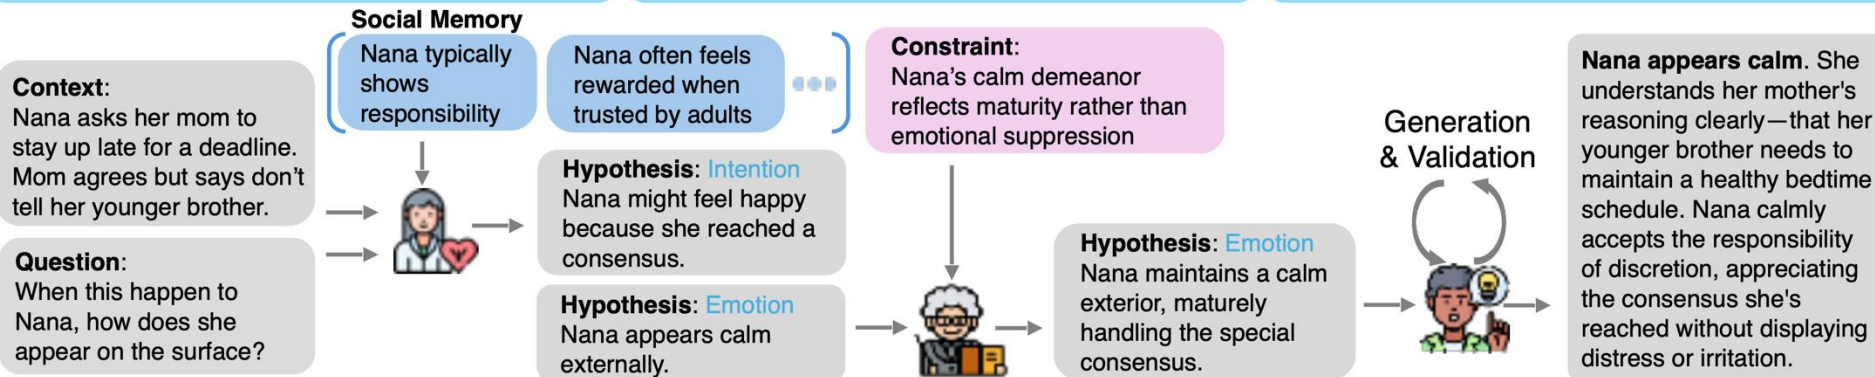 Social Memory
Context:
Nana asks her mom to
stay up late for a deadline.
Mom agrees but says don't
tell her younger brother.
Question:
When this happen to
Nana, how does she
appear on the surface?
Nana typically
shows
responsibility
Nana often feels
rewarded when
trusted by adults
Hypothesis: Intention
Nana might feel happy
because she reached a
consensus.
Hypothesis: Emotion
Nana appears calm
externally.
Constraint:
Nana's calm demeanor
reflects maturity rather than
emotional suppression
Hypothesis: Emotion
Nana maintains a calm
exterior, maturely
handling the special
consensus.
Generation
& Validation
Nana appears calm. She
understands her mother's
reasoning clearly—that her
younger brother needs to
maintain a healthy bedtime
schedule. Nana calmly
accepts the responsibility
of discretion, appreciating
the consensus she's
reached without displaying
distress or irritation.